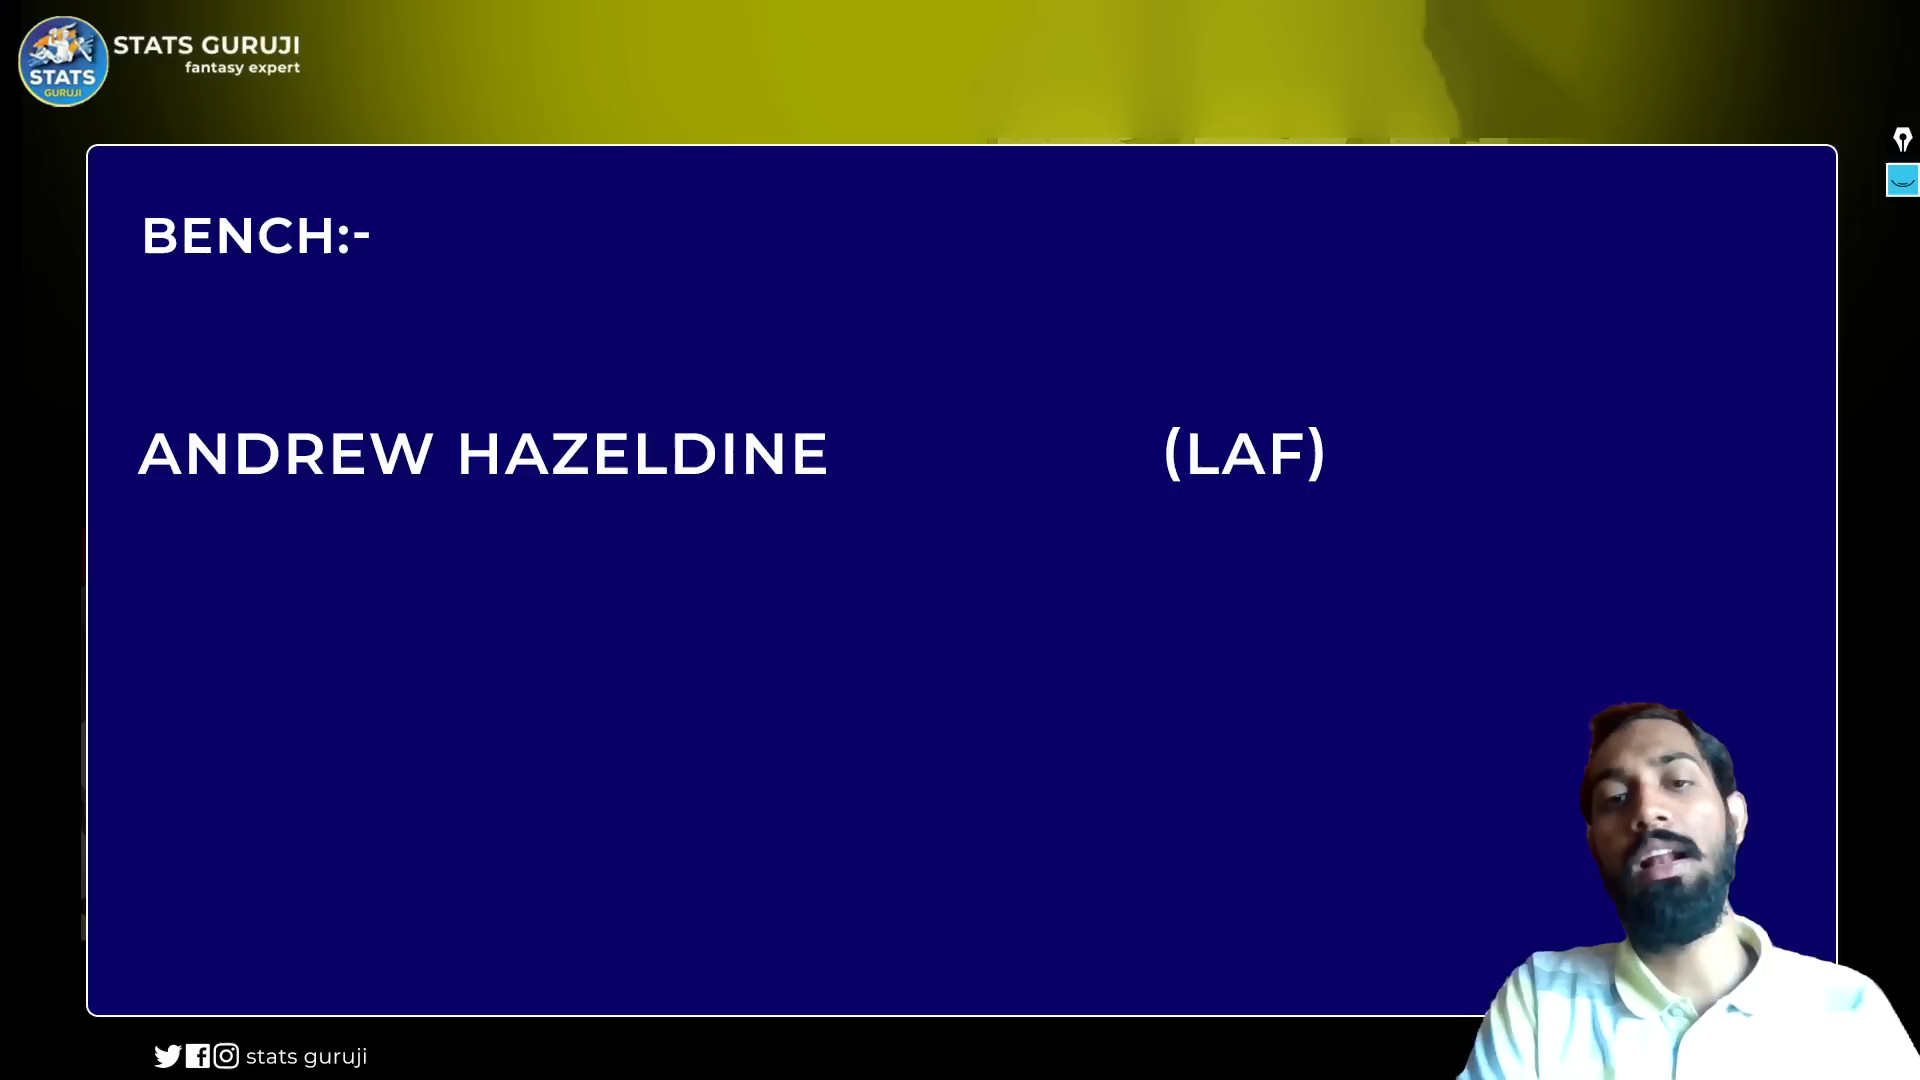 STATS GURUJI
fantasy expert
STATS
GURUJI
BENCH:-
ANDREW HAZELDINE (LAF)
stats guruji